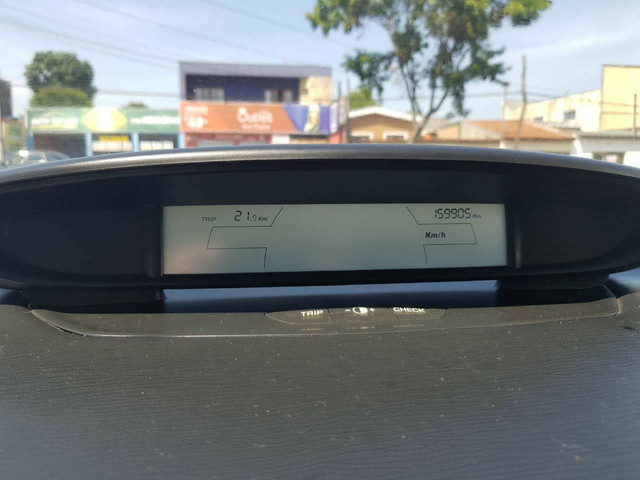 TRIP 21.9 Km
159905 Km
Km/h
TRIP - + CHECK